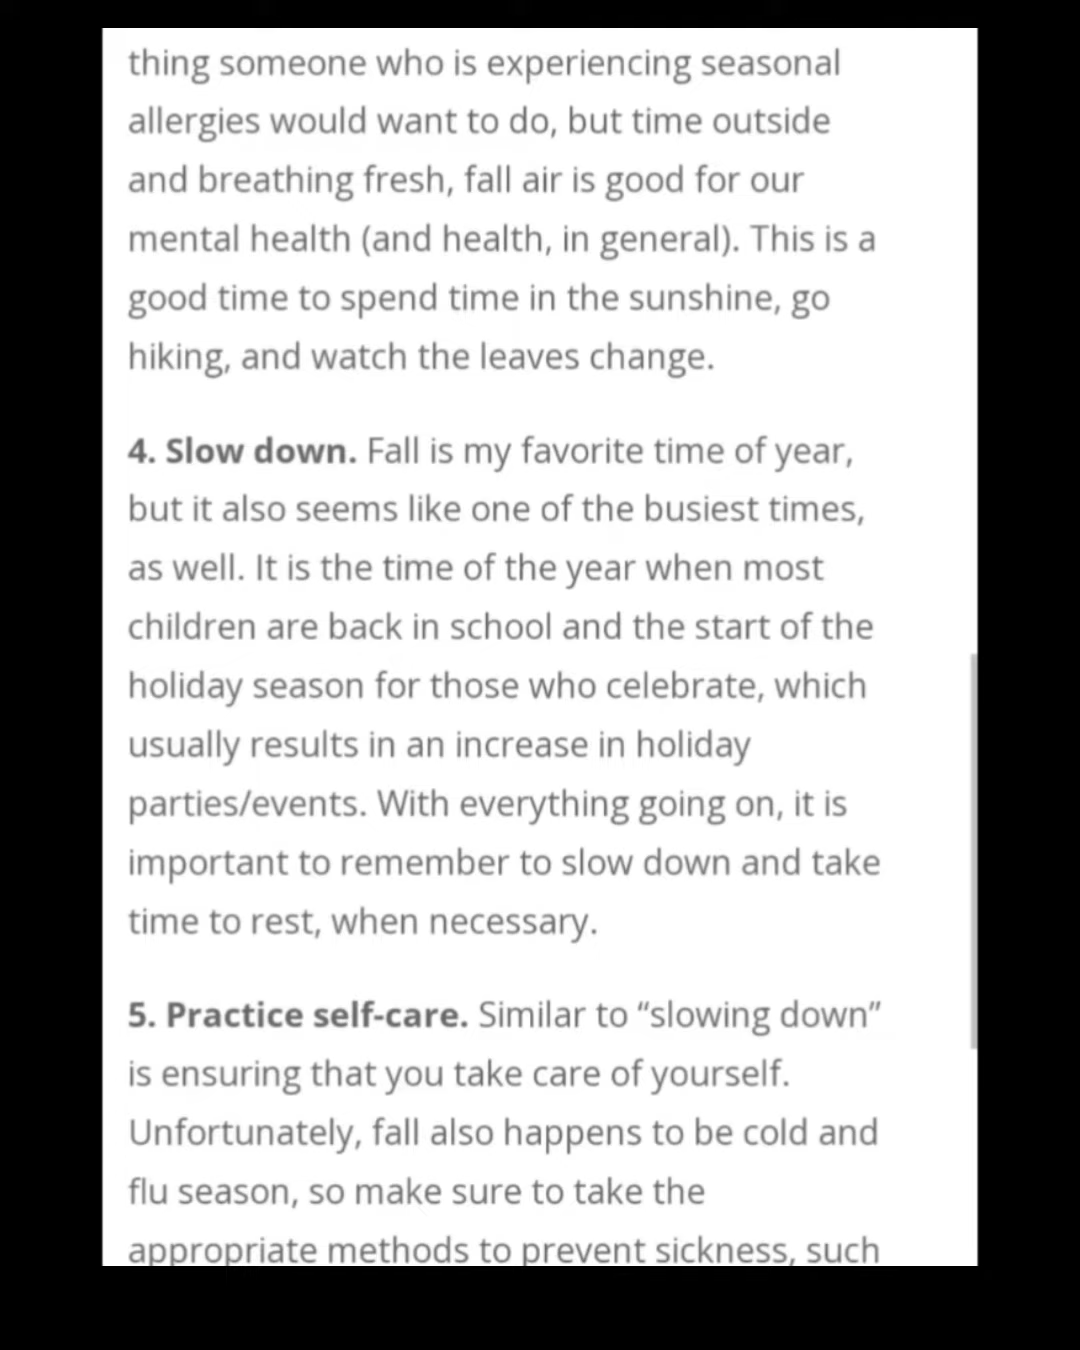 thing someone who is experiencing seasonal
allergies would want to do, but time outside
and breathing fresh, fall air is good for our
mental health (and health, in general). This is a
good time to spend time in the sunshine, go
hiking, and watch the leaves change.
4. Slow down. Fall is my favorite time of year,
but it also seems like one of the busiest times,
as well. It is the time of the year when most
children are back in school and the start of the
holiday season for those who celebrate, which
usually results in an increase in holiday
parties/events. With everything going on, it is
important to remember to slow down and take
time to rest, when necessary.
5. Practice self-care. Similar to “slowing down”
is ensuring that you take care of yourself.
Unfortunately, fall also happens to be cold and
flu season, so make sure to take the
appropriate methods to prevent sickness, such